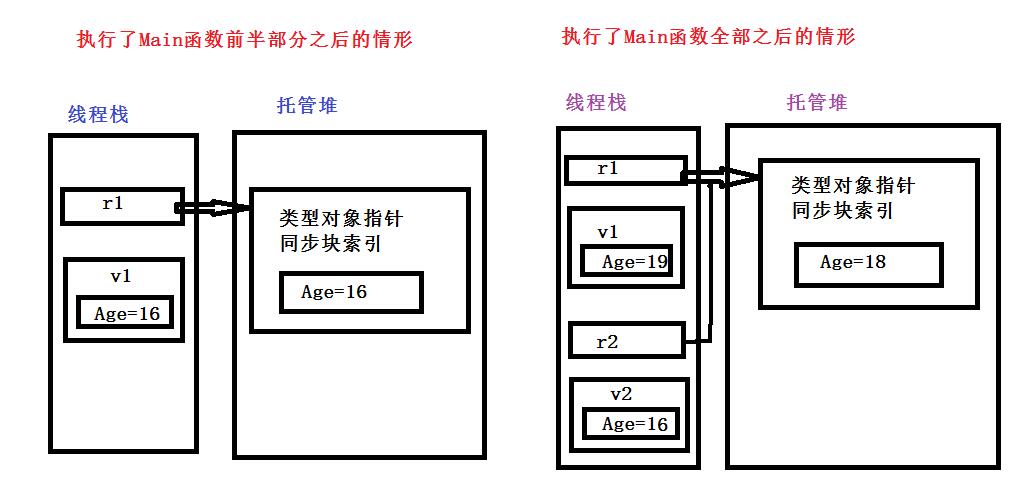 执行了Main函数前半部分之后的情形
线程栈
托管堆
r1
v1
Age=16
类型对象指针
同步块索引
Age=16
执行了Main函数全部之后的情形
线程栈
托管堆
r1
v1
Age=19
r2
v2
Age=16
类型对象指针
同步块索引
Age=18